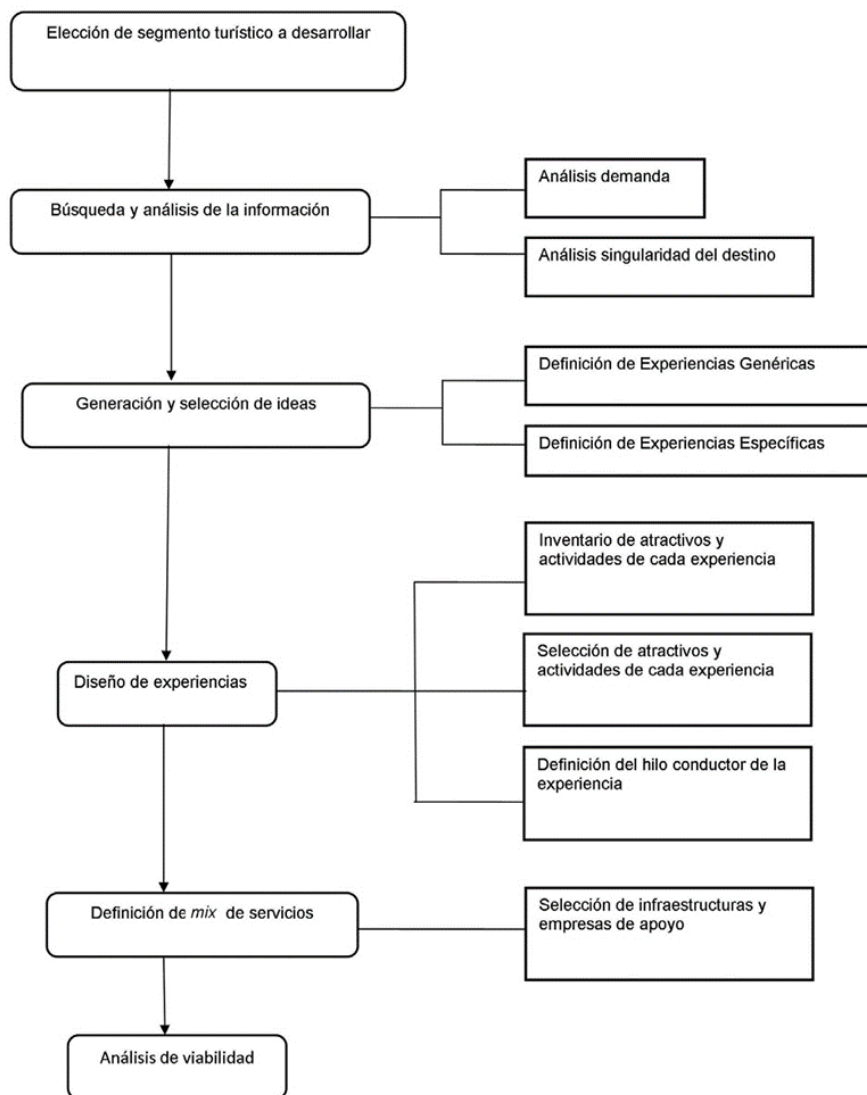 Elección de segmento turístico a desarrollar
Búsqueda y análisis de la información
Análisis demanda
Análisis singularidad del destino
Generación y selección de ideas
Definición de Experiencias Genéricas
Definición de Experiencias Específicas
Diseño de experiencias
Inventario de atractivos y
actividades de cada experiencia
Selección de atractivos y
actividades de cada experiencia
Definición del hilo conductor de la
experiencia
Definición de mix de servicios
Selección de infraestructuras y
empresas de apoyo
Análisis de viabilidad